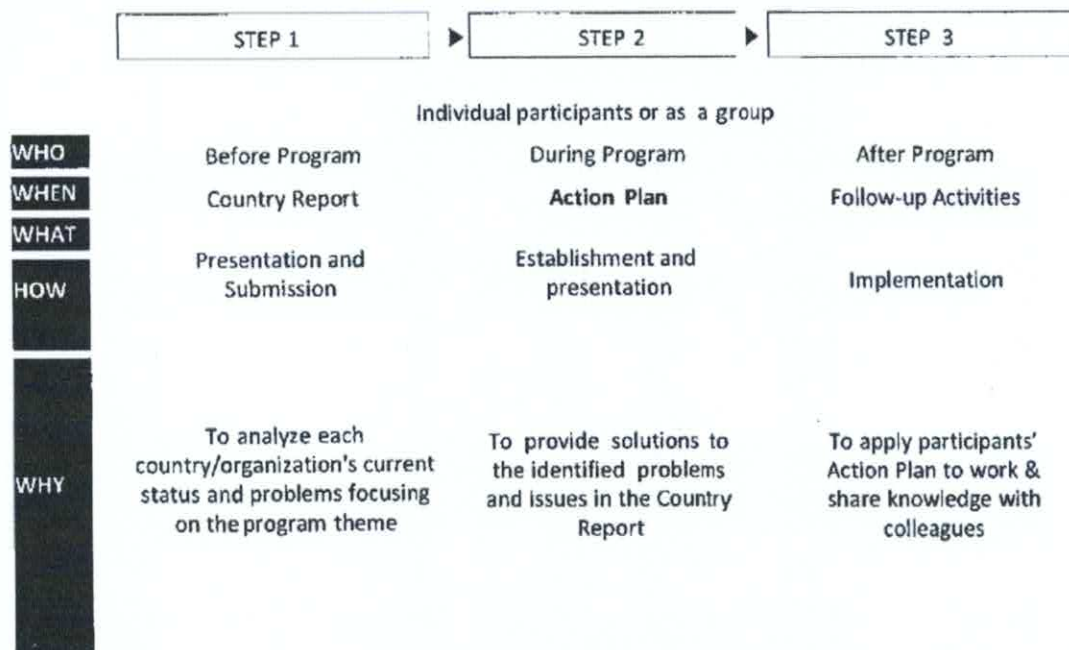 STEP 1 ▶ STEP 2 ▶ STEP 3
Individual participants or as a group
WHO Before Program During Program After Program
WHEN Country Report Action Plan Follow-up Activities
WHAT
Presentation and Establishment and
HOW Submission presentation Implementation
To analyze each To provide solutions to To apply participants'
country/organization's current the identified problems Action Plan to work &
WHY status and problems focusing and issues in the Country share knowledge with
on the program theme Report colleagues